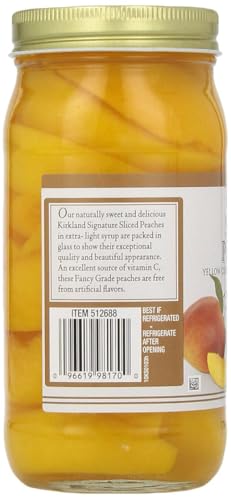 Our naturally sweet and delicious
Kirkland Signature Sliced Peaches
in extra-light syrup are packed in
glass to show their exceptional
quality and beautiful appearance.
An excellent source of vitamin C,
these Fancy Grade peaches are free
from artificial flavors.
YELLOW
ITEM 512688
0 96619 98170 0
BEST IF
REFRIGERATED
-
REFRIGERATE
AFTER
OPENING